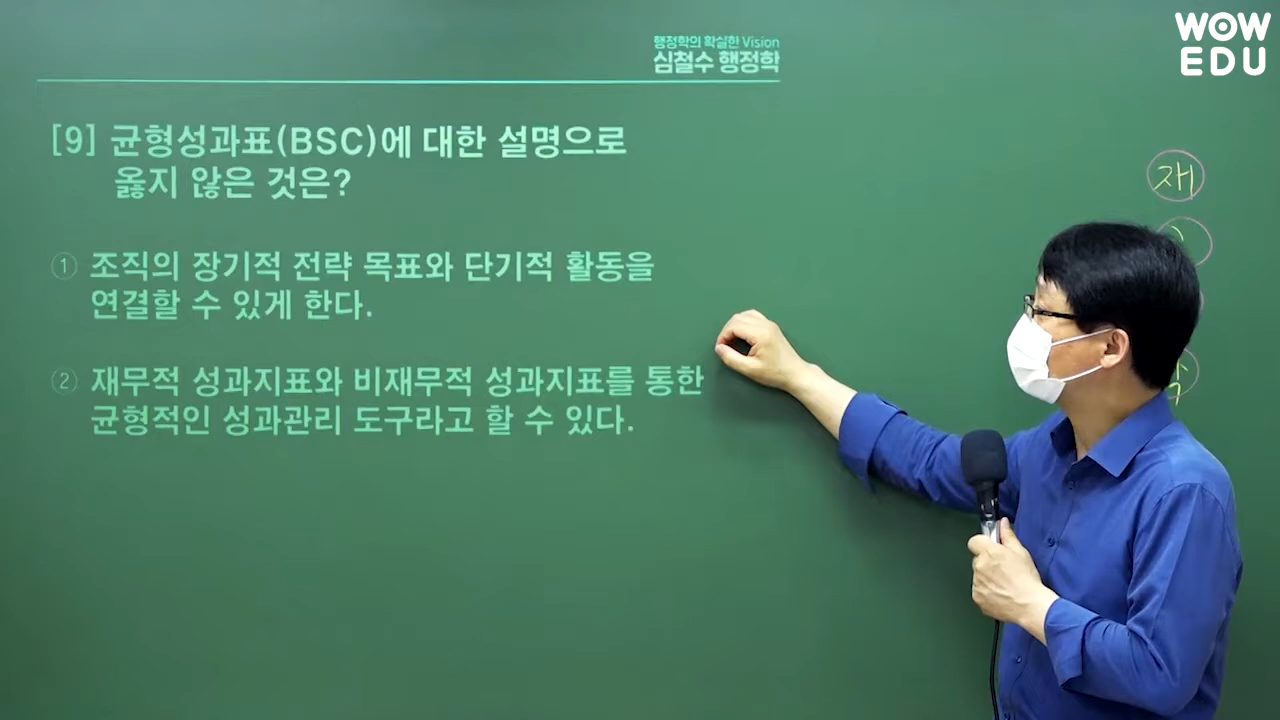 WOW
EDU
행정학의 확실한 Vision
심철수 행정학
[9] 균형성과표(BSC)에 대한 설명으로
옳지 않은 것은?
① 조직의 장기적 전략 목표와 단기적 활동을
연결할 수 있게 한다.
② 재무적 성과지표와 비재무적 성과지표를 통한
균형적인 성과관리 도구라고 할 수 있다.
재